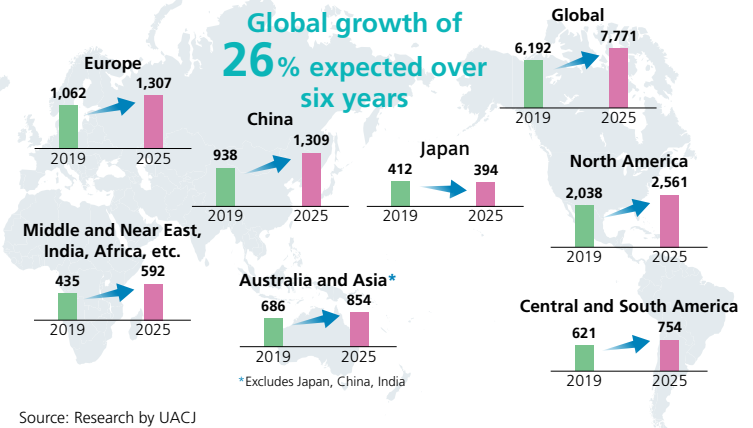 Global growth of
26% expected over
six years
Global
6,192
7,771
2019
2025
Europe
1,062
1,307
2019
2025
China
938
1,309
2019
2025
Japan
412
394
2019
2025
North America
2,038
2,561
2019
2025
Middle and Near East,
India, Africa, etc.
435
592
2019
2025
Australia and Asia*
686
854
2019
2025
*Excludes Japan, China, India
Central and South America
621
754
2019
2025
Source: Research by UACJ